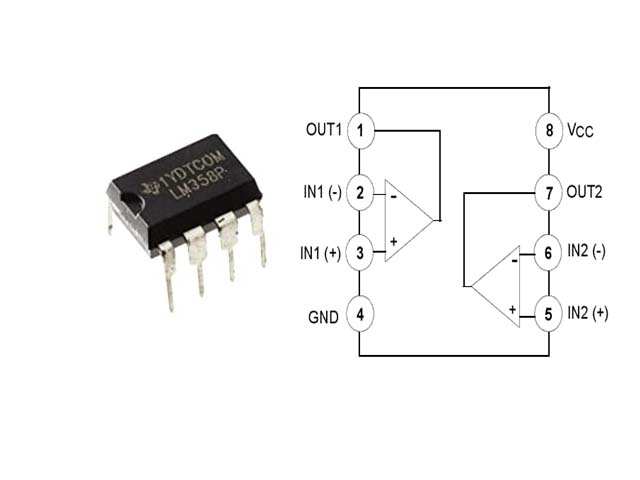 1YDTCOM
LM358P
OUT1
1
IN1 (-)
2
-
IN1 (+)
3
+
GND
4
8
VCC
7
OUT2
6
IN2 (-)
-
5
IN2 (+)
+